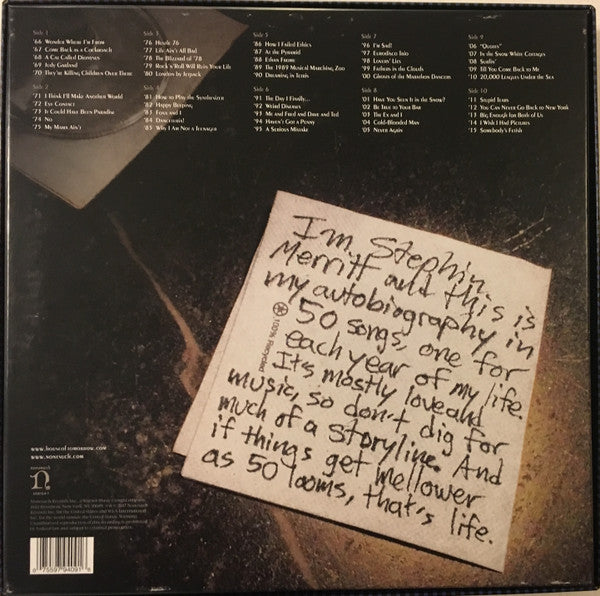 Side 1
'66 Wonder Where I'm From
'67 Come Back as a Cockroach
'68 A Cat Called Dionysus
'69 Judy Garland
'70 They're Killing Children Over There
Side 2
'71 I Think I'll Make Another World
'72 Eye Contact
'73 It Could Have Been Paradise
'74 No
'75 My Mama Ain't
Side 3
'76 Hustle 76
'77 Life Ain't All Bad
'78 The Blizzard of '78
'79 Rock'n'Roll Will Ruin Your Life
'80 London by Jetpack
Side 4
'81 How to Play the Synthesizer
'82 Happy Beeping
'83 Foxx and I
'84 Danceteria!
'85 Why I Am Not a Teenager
Side 5
'86 How I Failed Ethics
'87 At the Pyramid
'88 Ethan Frome
'89 The 1989 Musical Marching Zoo
'90 Dreaming in Tetris
Side 6
'91 The Day I Finally...
'92 Weird Diseases
'93 Me and Fred and Dave and Ted
'94 Haven't Got a Penny
'95 A Serious Mistake
Side 7
'96 I'm Sad!
'97 Eurodisco Trio
'98 Lovers' Lies
'99 Fathers in the Clouds
'00 Ghosts of the Marathon Dancers
Side 8
'01 Have You Seen It in the Snow?
'02 Be True to Your Bar
'03 The Ex and I
'04 Cold-Blooded Man
'05 Never Again
Side 9
'06 "Quotes"
'07 In the Snow White Cottages
'08 Surfin'
'09 Till You Come Back to Me
'10 20,000 Leagues Under the Sea
Side 10
'11 Stupid Tears
'12 You Can Never Go Back to New York
'13 Big Enough for Both of Us
'14 I Wish I Had Pictures
'15 Somebody's Fetish
I'm Stephin
Merritt and this is
my autobiography in
50 songs, one for
each year of my life.
It's mostly love and
music, so don't dig for
much of a storyline. And
if things get mellower
as 50 looms, that's life.
100% Recycled
www.houseoftomorrow.com
www.nonesuch.com
nonesuch
n
0 75597 94091 8